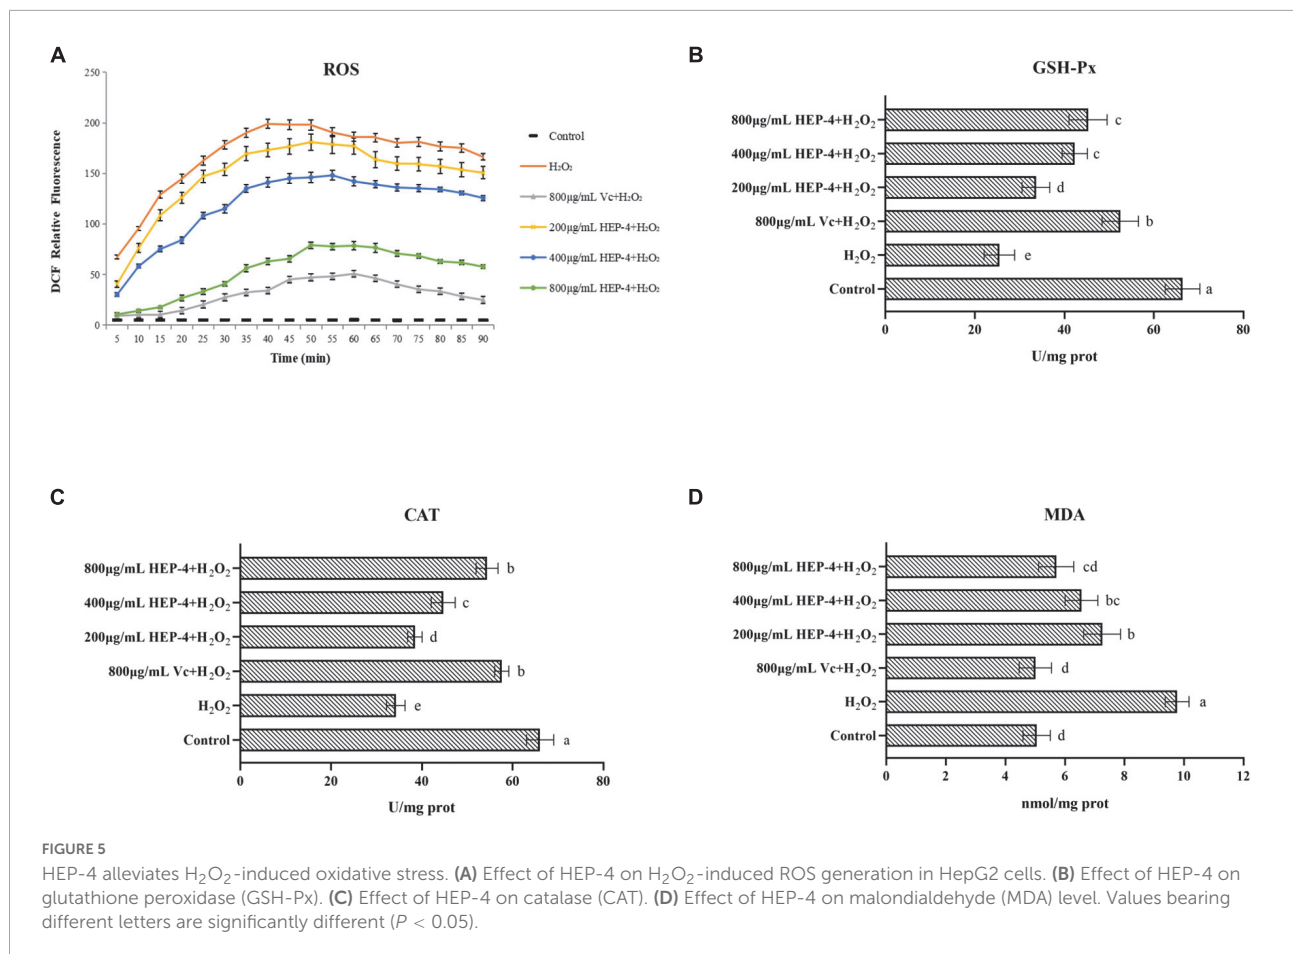 A
ROS
250
200
150
100
50
0
DCF Relative Fluorescence
5 10 15 20 25 30 35 40 45 50 55 60 65 70 75 80 85 90
Time (min)
Control
H₂O₂
800μg/mL Vc+H₂O₂
200μg/mL HEP-4+H₂O₂
400μg/mL HEP-4+H₂O₂
800μg/mL HEP-4+H₂O₂
B
GSH-Px
800μg/mL HEP-4+H₂O₂ c
400μg/mL HEP-4+H₂O₂ c
200μg/mL HEP-4+H₂O₂ d
800μg/mL Vc+H₂O₂ b
H₂O₂ e
Control a
0 20 40 60 80
U/mg prot
C
CAT
800μg/mL HEP-4+H₂O₂ b
400μg/mL HEP-4+H₂O₂ c
200μg/mL HEP-4+H₂O₂ d
800μg/mL Vc+H₂O₂ b
H₂O₂ e
Control a
0 20 40 60 80
U/mg prot
D
MDA
800μg/mL HEP-4+H₂O₂ cd
400μg/mL HEP-4+H₂O₂ bc
200μg/mL HEP-4+H₂O₂ b
800μg/mL Vc+H₂O₂ d
H₂O₂ a
Control d
0 2 4 6 8 10 12
nmol/mg prot
FIGURE 5
HEP-4 alleviates H₂O₂-induced oxidative stress. (A) Effect of HEP-4 on H₂O₂-induced ROS generation in HepG2 cells. (B) Effect of HEP-4 on
glutathione peroxidase (GSH-Px). (C) Effect of HEP-4 on catalase (CAT). (D) Effect of HEP-4 on malondialdehyde (MDA) level. Values bearing
different letters are significantly different (P < 0.05).